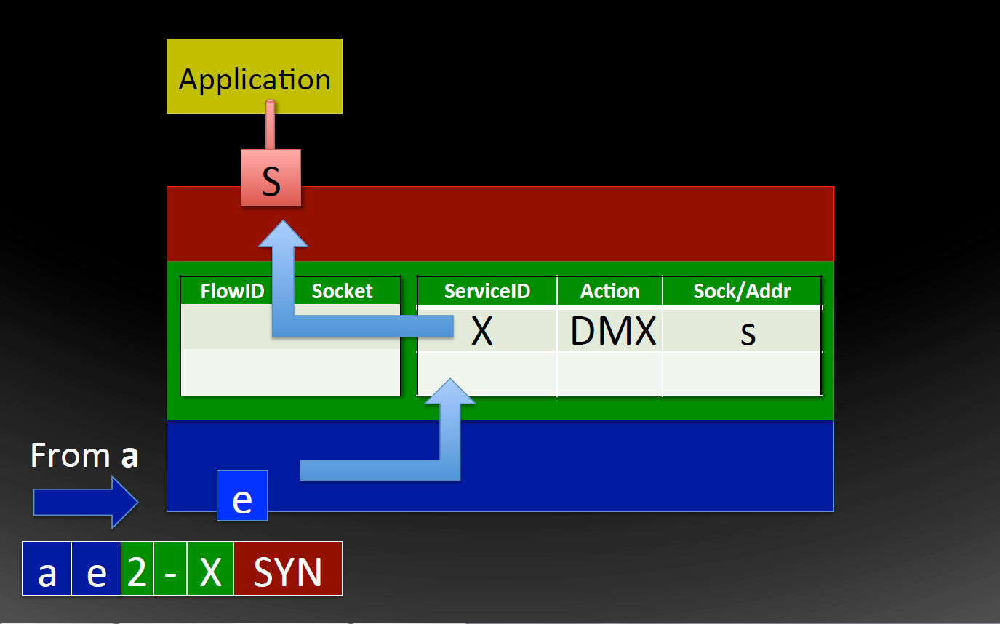 Application
S
FlowID Socket ServiceID Action Sock/Addr
X DMX s
From a
e
a e 2 - X SYN